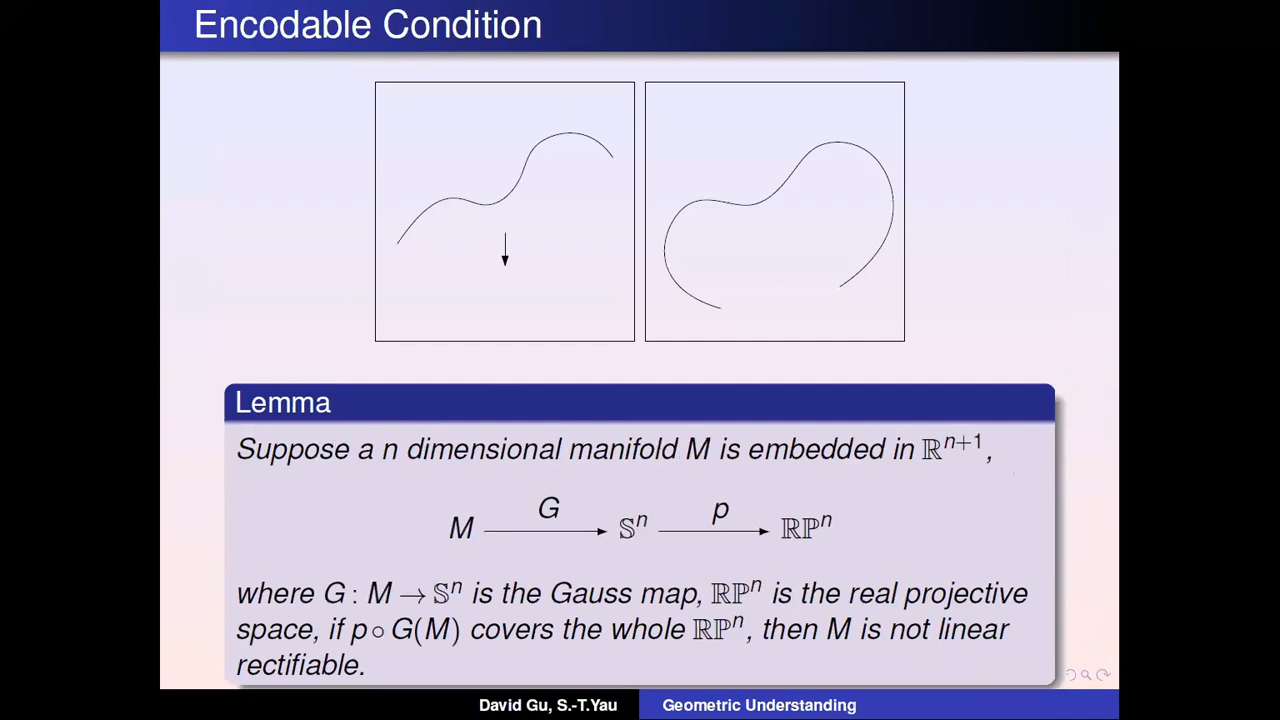 Encodable Condition
Lemma
Suppose a n dimensional manifold M is embedded in ℝⁿ⁺¹,
M —G→ 𝕊ⁿ —p→ ℝℙⁿ
where G : M → 𝕊ⁿ is the Gauss map, ℝℙⁿ is the real projective
space, if p ∘ G(M) covers the whole ℝℙⁿ, then M is not linear
rectifiable.
David Gu, S.-T.Yau
Geometric Understanding